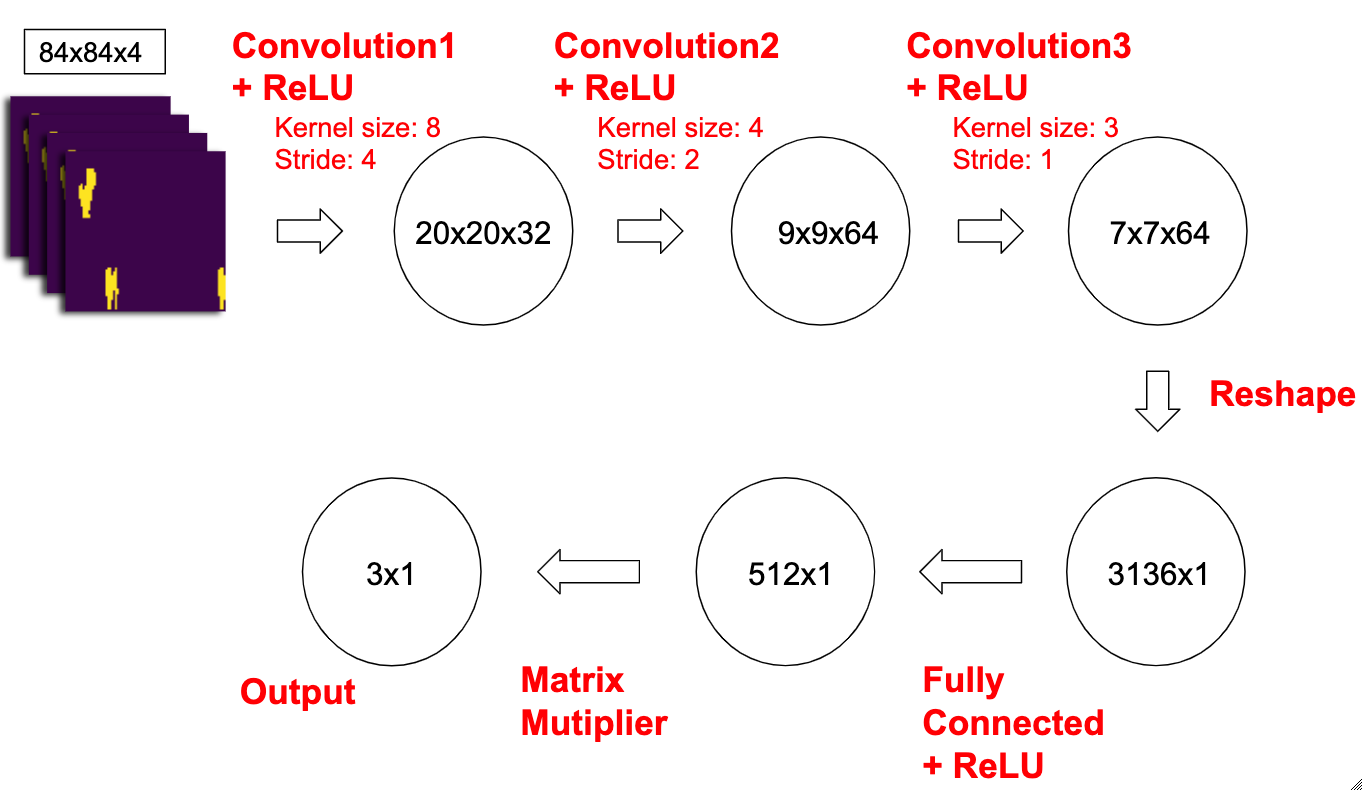 84x84x4
Convolution1
+ ReLU
Kernel size: 8
Stride: 4
20x20x32
Convolution2
+ ReLU
Kernel size: 4
Stride: 2
9x9x64
Convolution3
+ ReLU
Kernel size: 3
Stride: 1
7x7x64
Reshape
3136x1
Fully
Connected
+ ReLU
512x1
Matrix
Mutiplier
3x1
Output